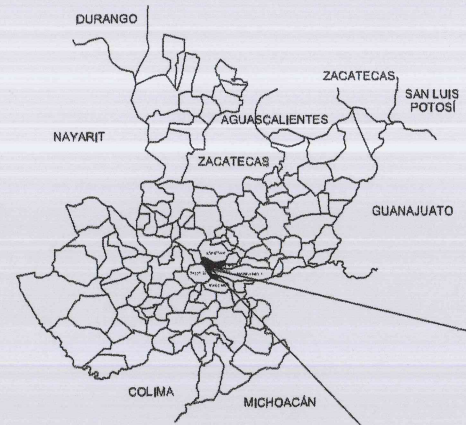 DURANGO
ZACATECAS
SAN LUIS
POTOSÍ
AGUASCALIENTES
NAYARIT
ZACATECAS
GUANAJUATO
COLIMA
MICHOACÁN